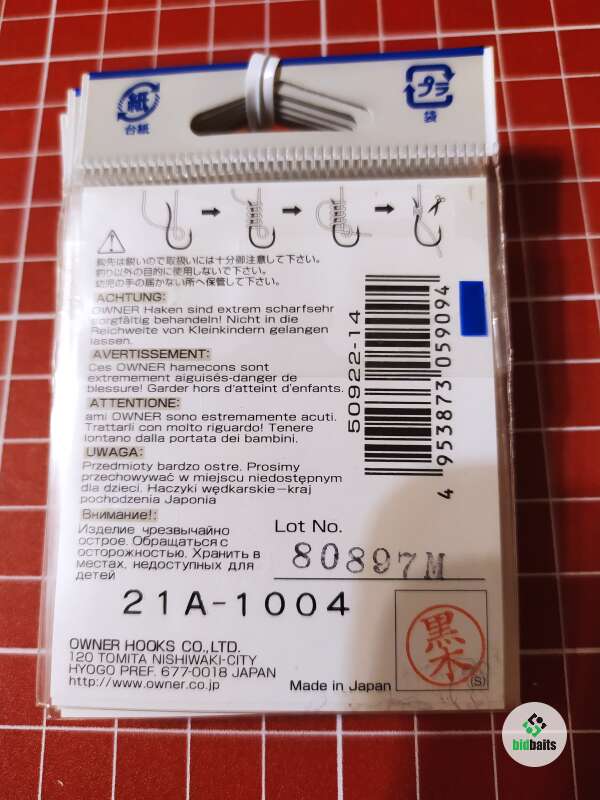 紙
台紙
プラ
袋
鈎先は鋭いので取扱いには十分御注意して下さい。
釣り以外の目的に使用しないで下さい。
幼児の手の届かない所へ保管して下さい。
ACHTUNG:
OWNER Haken sind extrem scharfsehr
sorgfältig behandeln! Nicht in die
Reichweite von Kleinkindern gelangen
lassen.
AVERTISSEMENT:
Ces OWNER hamecons sont
extremement aiguisés-danger de
blessure! Garder hors d'atteint d'enfants.
ATTENTIONE:
ami OWNER sono estremamente acuti.
Trattarli con molto riguardo! Tenere
lontano dalla portata dei bambini.
UWAGA:
Przedmioty bardzo ostre. Prosimy
przechowywać w miejscu niedostępnym
dla dzieci. Haczyki wędkarskie-kraj
pochodzenia Japonia
Внимание!:
Изделие чрезвычайно
острое. Обращаться с
осторожностью. Хранить в
местах, недоступных для
детей
50922-14
4 953873 059094
Lot No.
80897M
21A-1004
OWNER HOOKS CO.,LTD.
120 TOMITA NISHIWAKI-CITY
HYOGO PREF. 677-0018 JAPAN
http://www.owner.co.jp
Made in Japan
黒木
(S)
bidbaits